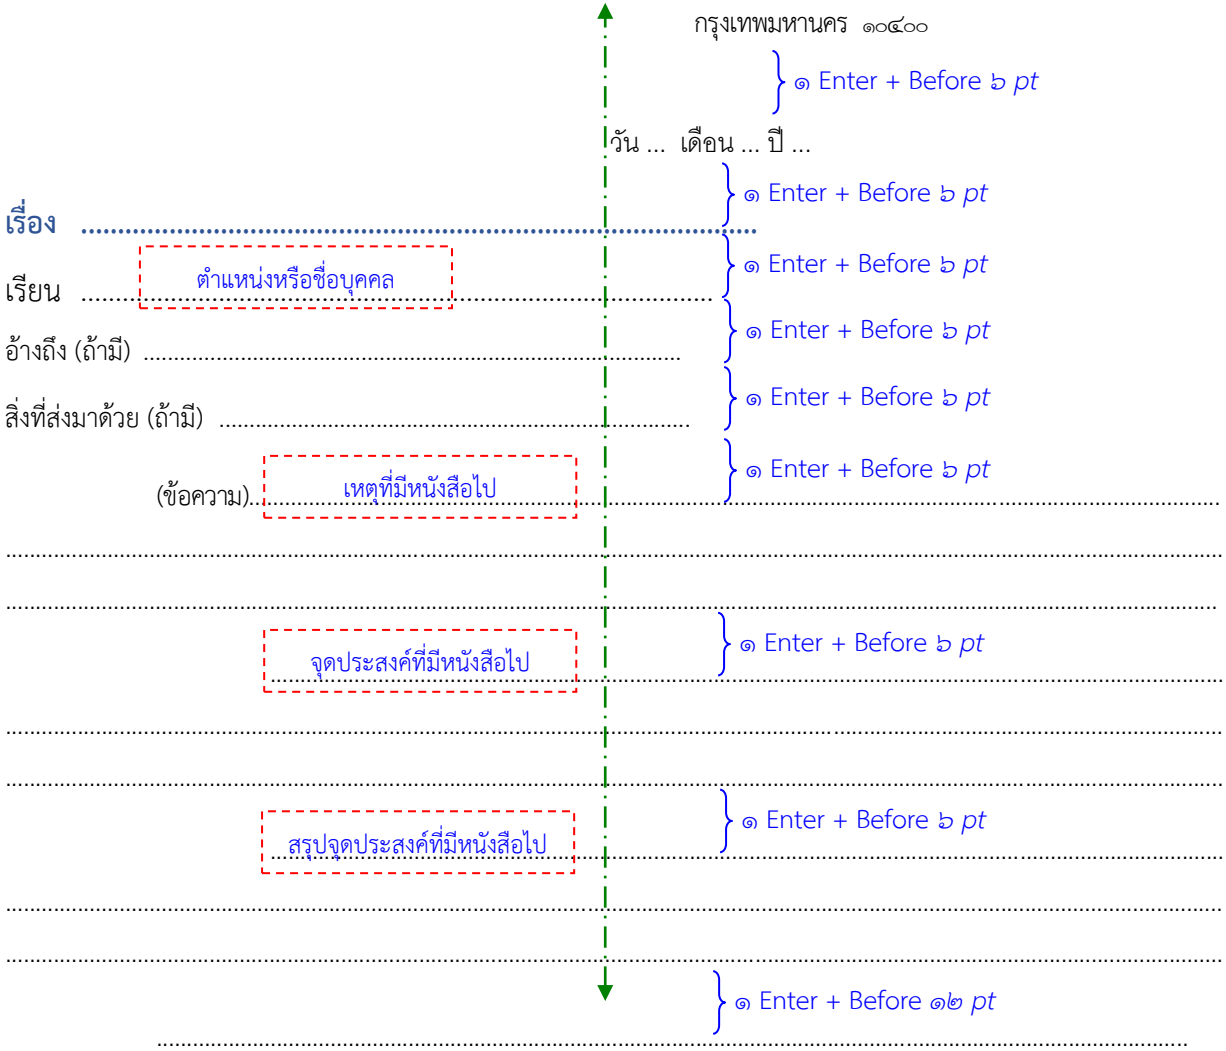 กรุงเทพมหานคร ๑๐๔๐๐
๑ Enter + Before ๖ pt
วัน ... เดือน ... ปี ...
๑ Enter + Before ๖ pt
เรื่อง ................................................................................
๑ Enter + Before ๖ pt
ตำแหน่งหรือชื่อบุคคล
เรียน ................................................................................
๑ Enter + Before ๖ pt
อ้างถึง (ถ้ามี) ................................................................................
๑ Enter + Before ๖ pt
สิ่งที่ส่งมาด้วย (ถ้ามี) ................................................................................
๑ Enter + Before ๖ pt
เหตุที่มีหนังสือไป
(ข้อความ)................................................................................
๑ Enter + Before ๖ pt
จุดประสงค์ที่มีหนังสือไป
๑ Enter + Before ๖ pt
สรุปจุดประสงค์ที่มีหนังสือไป
๑ Enter + Before ๑๒ pt